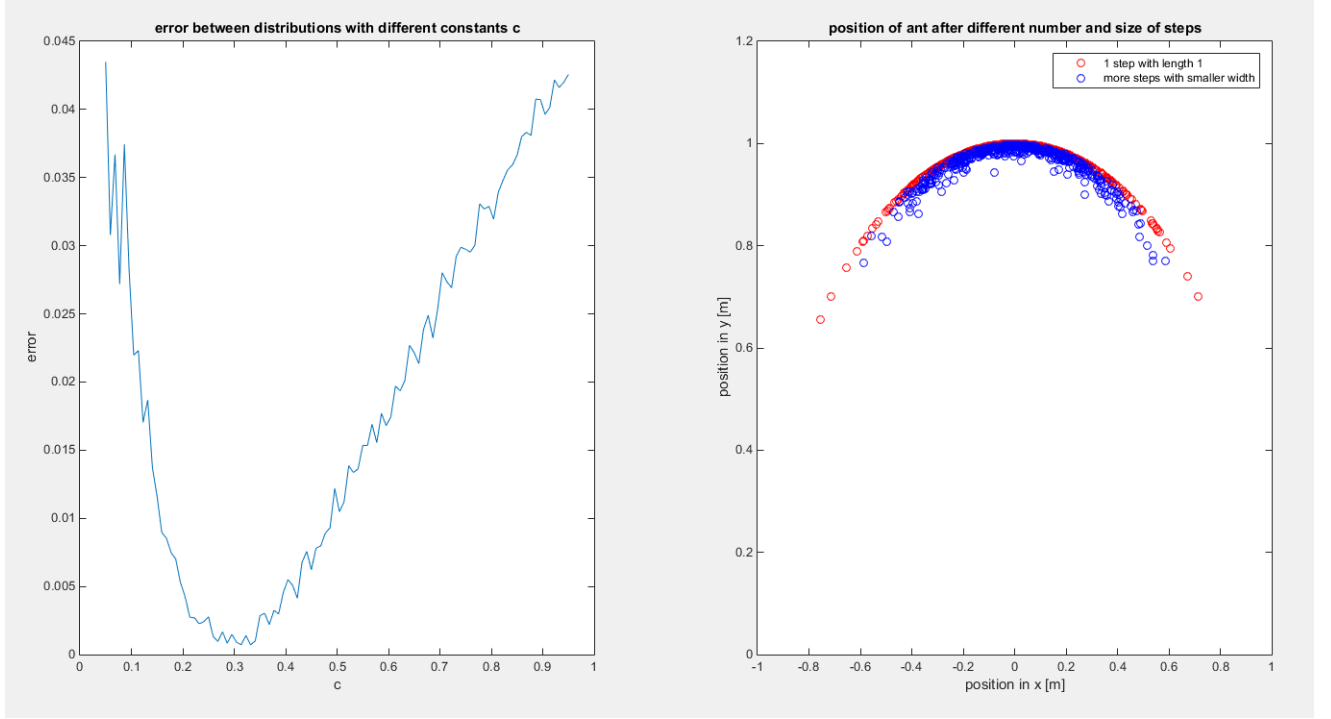 error between distributions with different constants c
0.045
0.04
0.035
0.03
0.025
0.02
0.015
0.01
0.005
0
error
0 0.1 0.2 0.3 0.4 0.5 0.6 0.7 0.8 0.9 1
c
position of ant after different number and size of steps
1 step with length 1
more steps with smaller width
1.2
1
0.8
0.6
0.4
0.2
0
position in y [m]
-1 -0.8 -0.6 -0.4 -0.2 0 0.2 0.4 0.6 0.8 1
position in x [m]